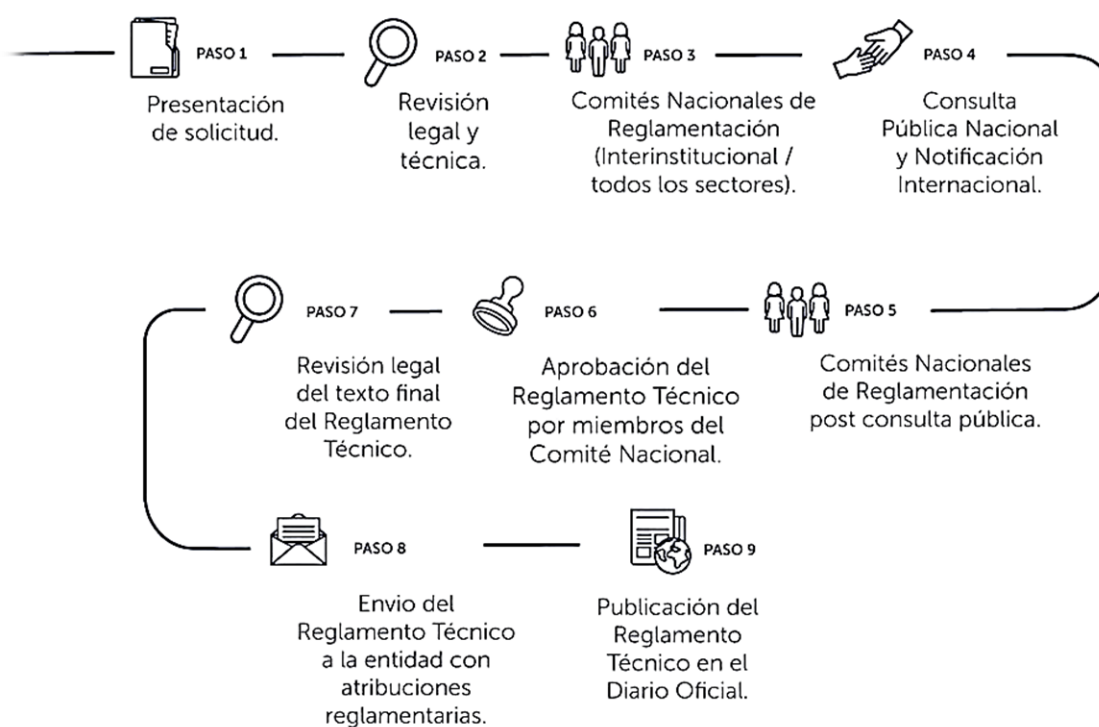 PASO 1
Presentación
de solicitud.
PASO 2
Revisión
legal y
técnica.
PASO 3
Comités Nacionales de
Reglamentación
(Interinstitucional /
todos los sectores).
PASO 4
Consulta
Pública Nacional
y Notificación
Internacional.
PASO 5
Comités Nacionales
de Reglamentación
post consulta pública.
PASO 6
Aprobación del
Reglamento Técnico
por miembros del
Comité Nacional.
PASO 7
Revisión legal
del texto final
del Reglamento
Técnico.
PASO 8
Envio del
Reglamento Técnico
a la entidad con
atribuciones
reglamentarias.
PASO 9
Publicación del
Reglamento
Técnico en el
Diario Oficial.